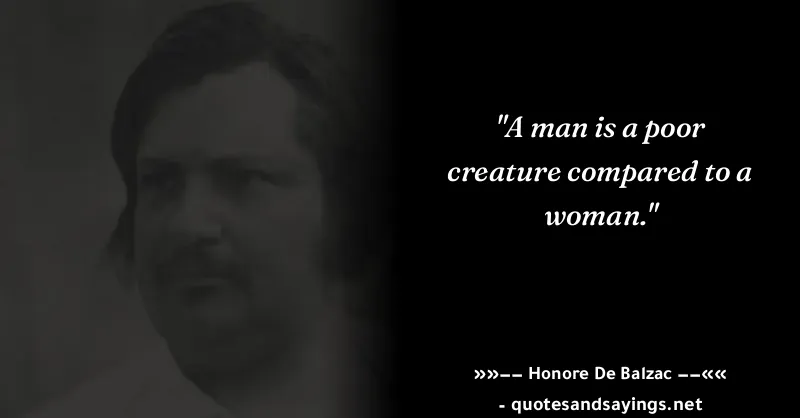 "A man is a poor
creature compared to a
woman."
»»−− Honore De Balzac −−««
- quotesandsayings.net